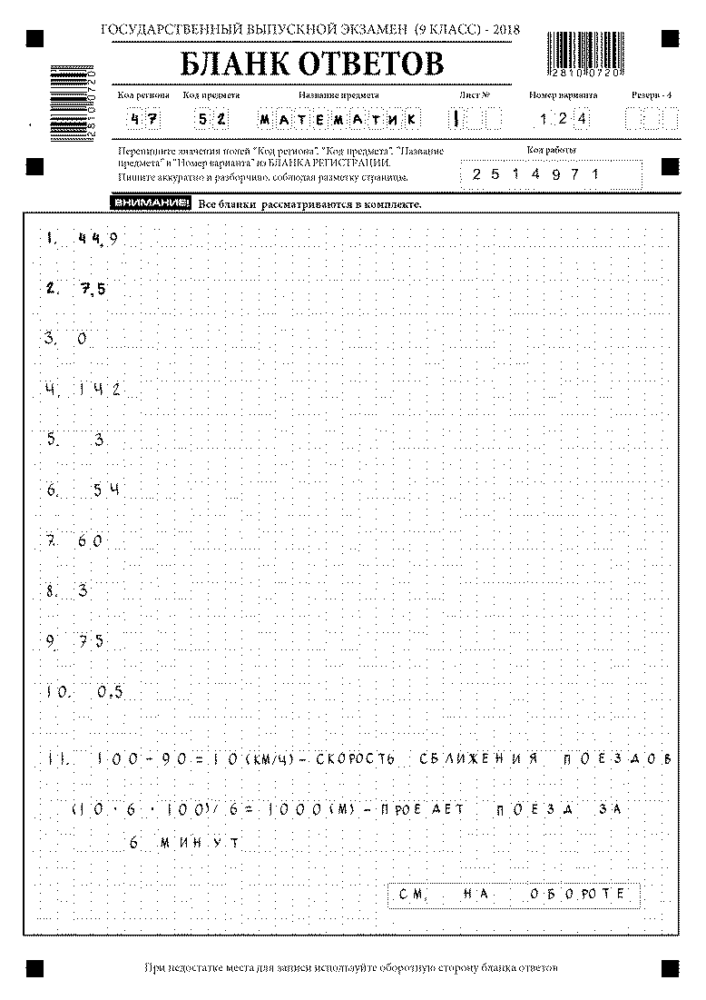 ГОСУДАРСТВЕННЫЙ ВЫПУСКНОЙ ЭКЗАМЕН (9 КЛАСС) - 2018
БЛАНК ОТВЕТОВ
2810 0720
2810 0720
Код региона Код предмета Название предмета Лист № Номер варианта Резерв - 4
47 52 МАТЕМАТИК 1 124
Перепишите значения полей "Код региона", "Код предмета", "Название
предмета" и "Номер варианта" из БЛАНКА РЕГИСТРАЦИИ.
Пишите аккуратно и разборчиво, соблюдая разметку страницы.
Код работы
2514971
ВНИМАНИЕ! Все бланки рассматриваются в комплекте.
1. 44,9
2. 7,5
3. 0
4. 142
5. 3
6. 54
7. 60
8. 3
9. 75
10. 0,5
11. 100-90=10(КМ/Ч)- СКОРОСТЬ СБЛИЖЕНИЯ ПОЕЗДОВ
(10·6·100)/6=1000(М)-ПРОЕДЕТ ПОЕЗД ЗА
6 МИНУТ
СМ. НА ОБОРОТЕ
При недостатке места для записи используйте оборотную сторону бланка ответов